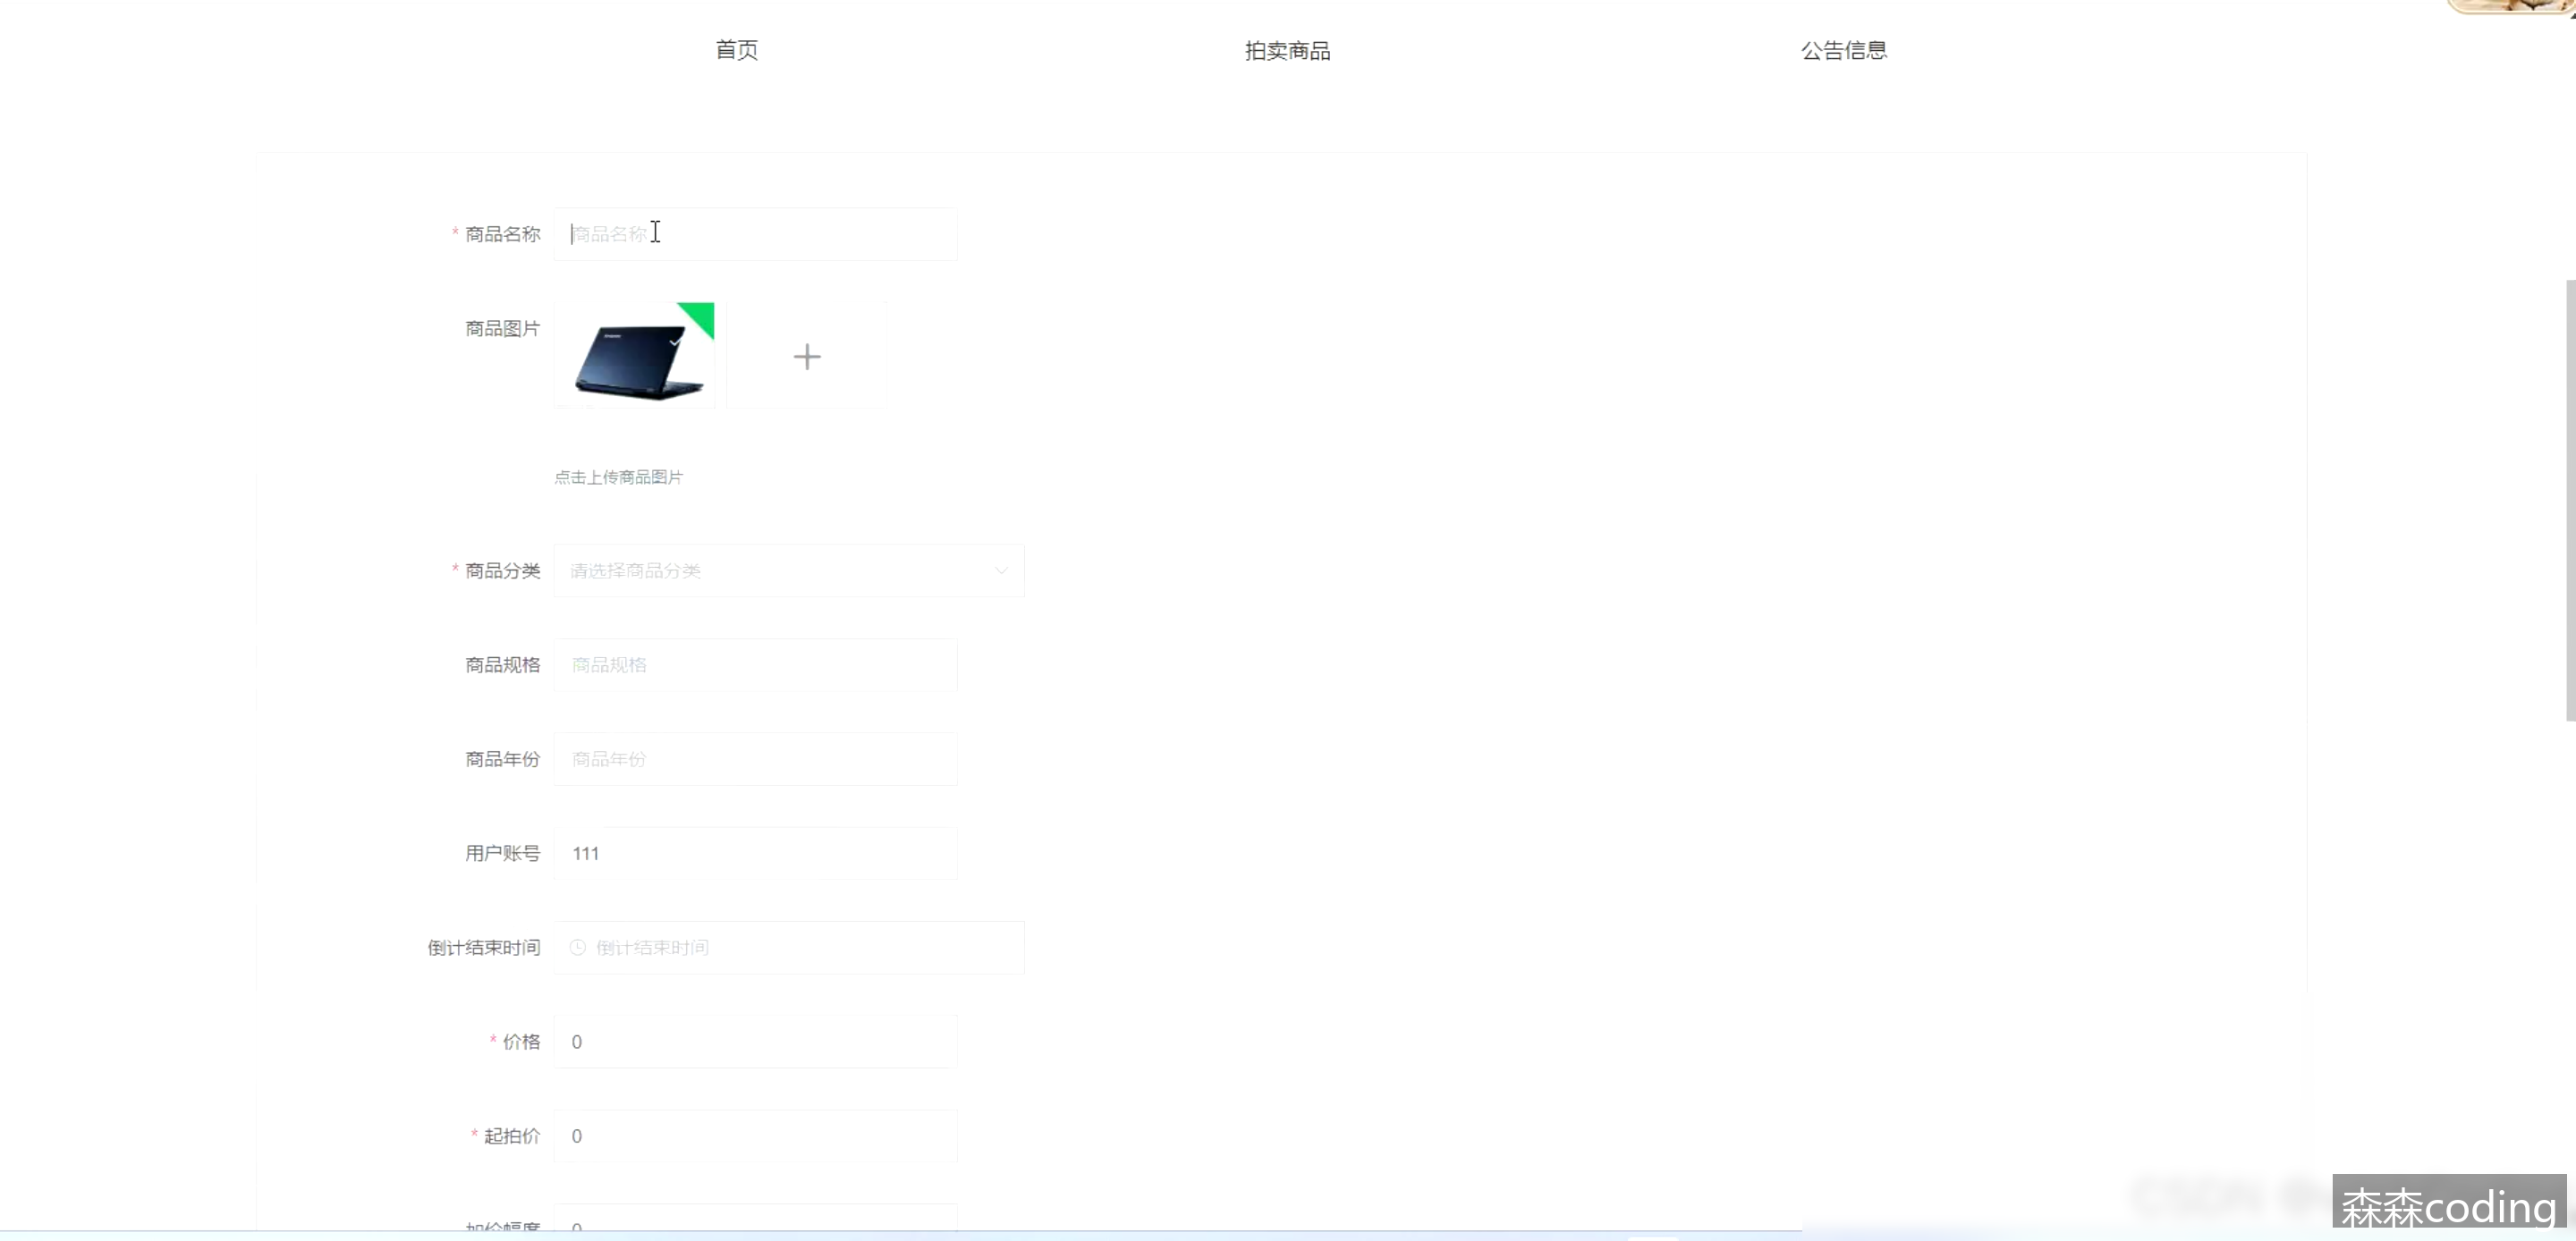 首页 拍卖商品 公告信息
* 商品名称 商品名称
商品图片
点击上传商品图片
* 商品分类 请选择商品分类
商品规格 商品规格
商品年份 商品年份
用户账号 111
倒计结束时间 倒计结束时间
* 价格 0
* 起拍价 0
加价幅度 0
CSDN
森森coding